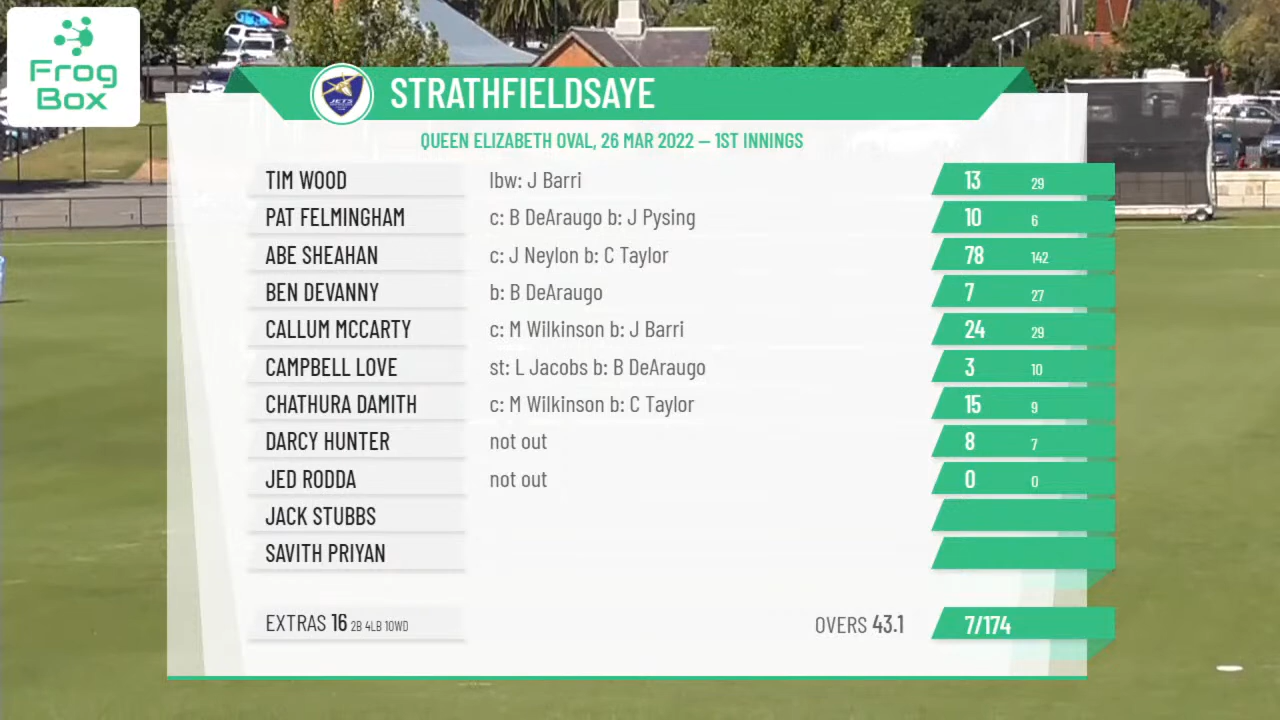 Frog
Box
JETS
STRATHFIELDSAYE
QUEEN ELIZABETH OVAL, 26 MAR 2022 – 1ST INNINGS
TIM WOOD lbw: J Barri 13 29
PAT FELMINGHAM c: B DeAraugo b: J Pysing 10 6
ABE SHEAHAN c: J Neylon b: C Taylor 78 142
BEN DEVANNY b: B DeAraugo 7 27
CALLUM MCCARTY c: M Wilkinson b: J Barri 24 29
CAMPBELL LOVE st: L Jacobs b: B DeAraugo 3 10
CHATHURA DAMITH c: M Wilkinson b: C Taylor 15 9
DARCY HUNTER not out 8 7
JED RODDA not out 0 0
JACK STUBBS
SAVITH PRIYAN
EXTRAS 16 2B 4LB 10WD OVERS 43.1 7/174